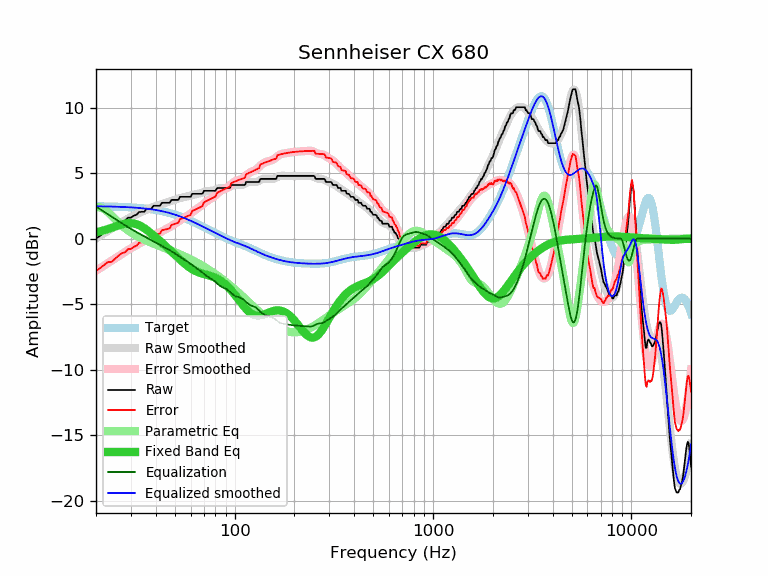 Sennheiser CX 680
10
5
0
−5
−10
−15
−20
Amplitude (dBr)
Target
Raw Smoothed
Error Smoothed
Raw
Error
Parametric Eq
Fixed Band Eq
Equalization
Equalized smoothed
100
1000
10000
Frequency (Hz)